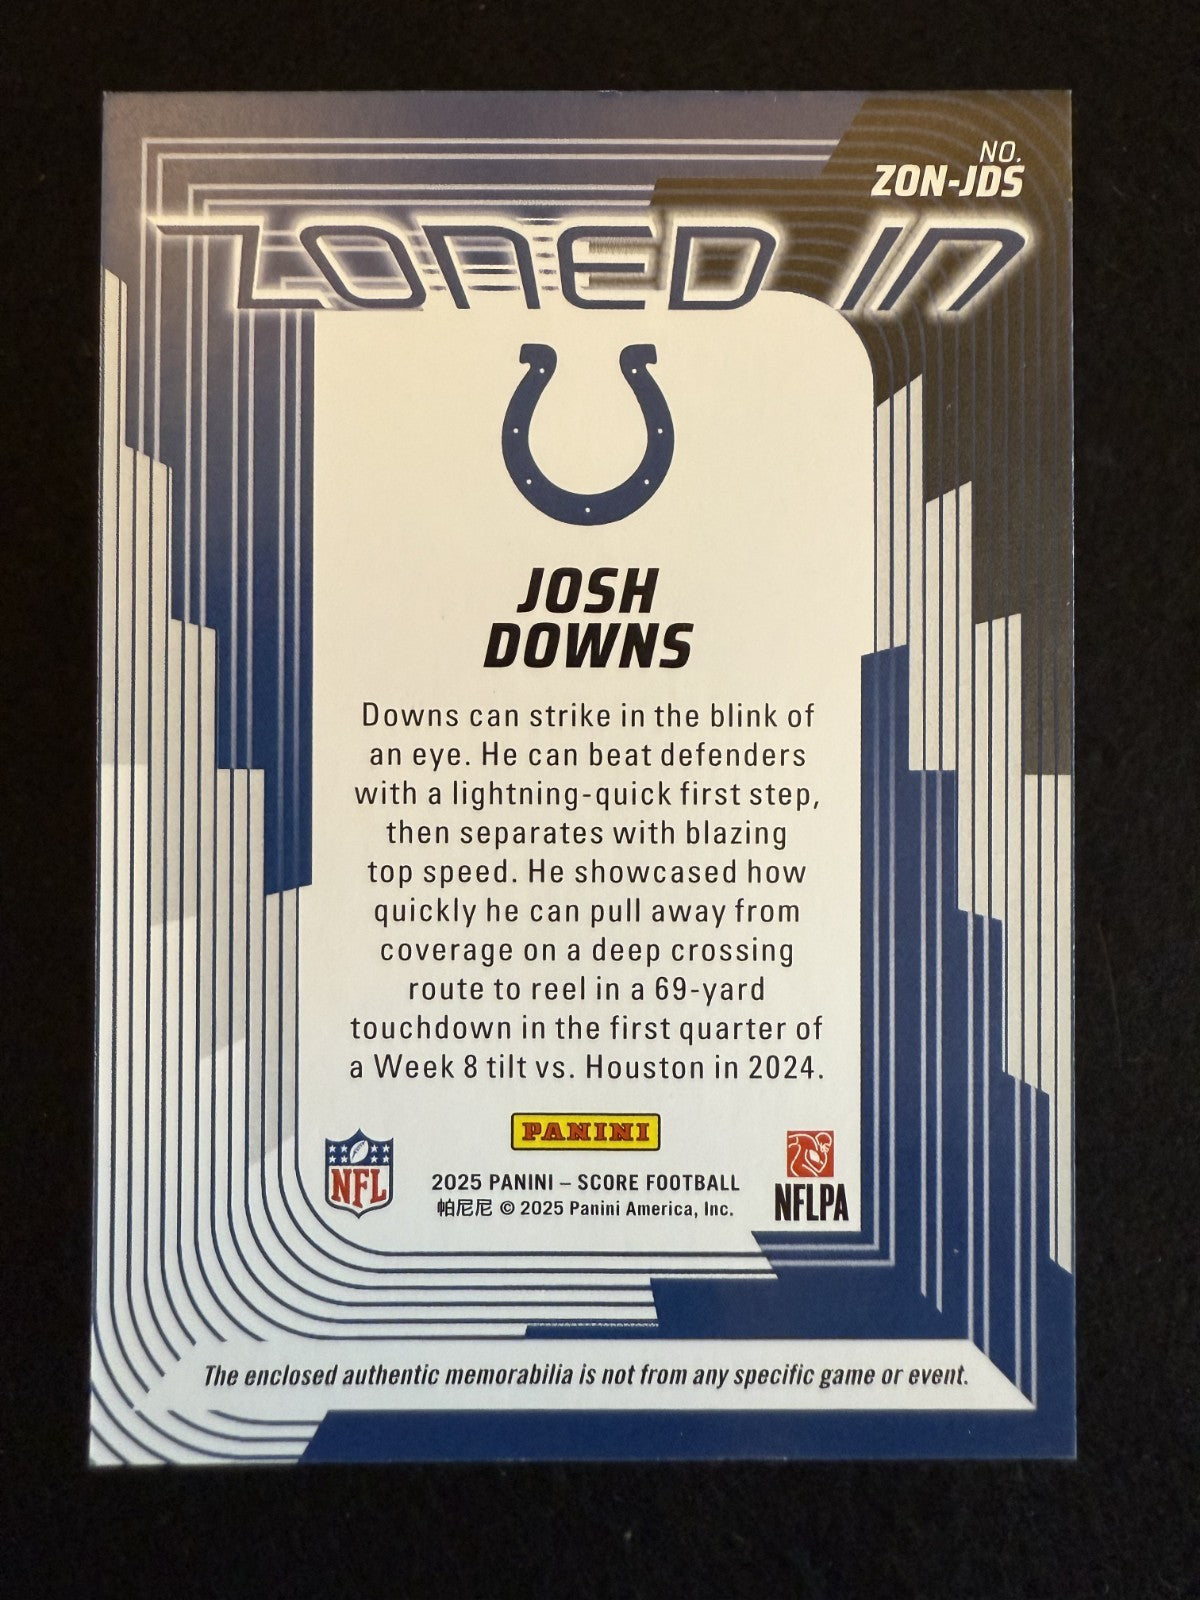 NO.
ZON-JDS
ZONED IN
JOSH
DOWNS
Downs can strike in the blink of
an eye. He can beat defenders
with a lightning-quick first step,
then separates with blazing
top speed. He showcased how
quickly he can pull away from
coverage on a deep crossing
route to reel in a 69-yard
touchdown in the first quarter of
a Week 8 tilt vs. Houston in 2024.
PANINI
NFL
2025 PANINI – SCORE FOOTBALL
帕尼尼 © 2025 Panini America, Inc.
NFLPA
The enclosed authentic memorabilia is not from any specific game or event.